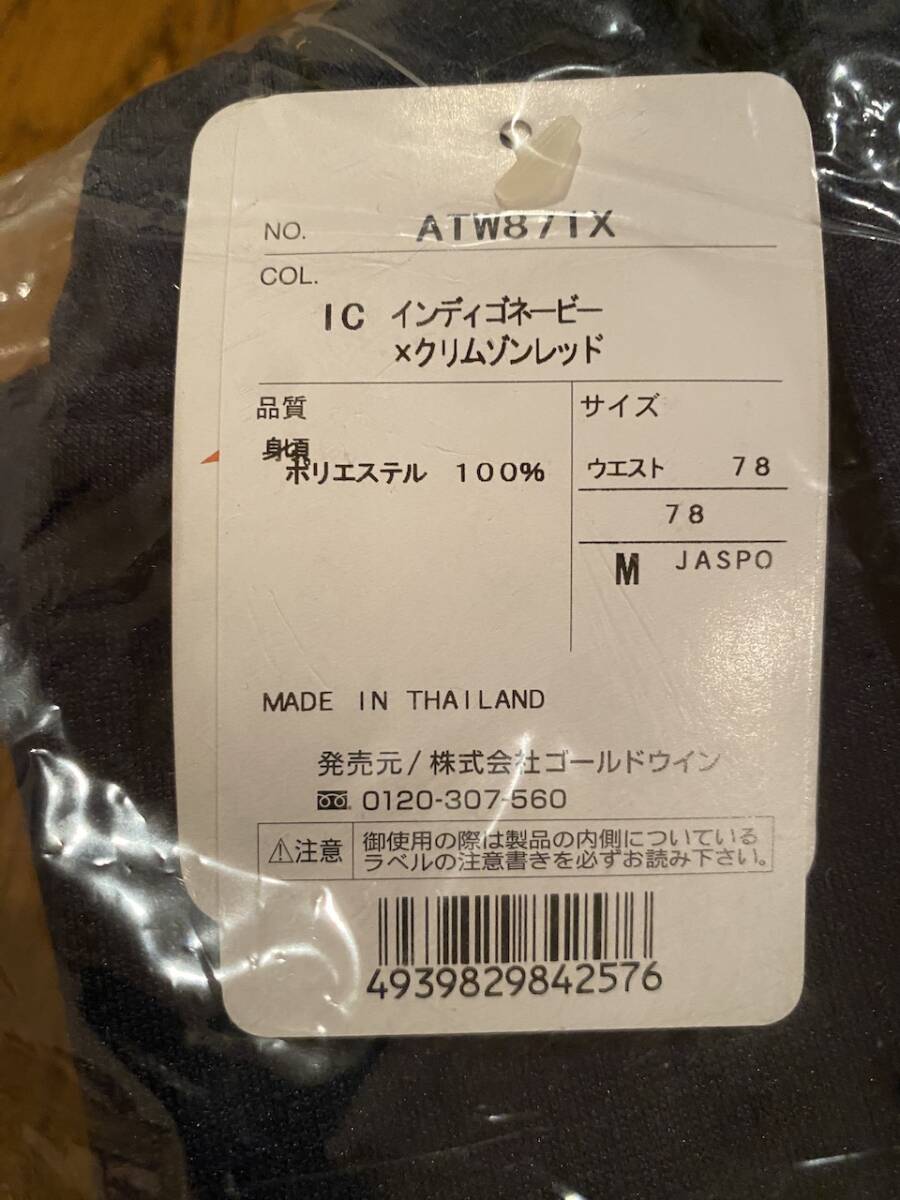 NO. ATW871X
COL.
IC インディゴネービー
×クリムゾンレッド
品質
身頃
ポリエステル 100%
サイズ
ウエスト 78
78
M JASPO
MADE IN THAILAND
発売元/株式会社ゴールドウイン
0120-307-560
⚠注意 御使用の際は製品の内側についている
ラベルの注意書きを必ずお読み下さい。
4939829842576